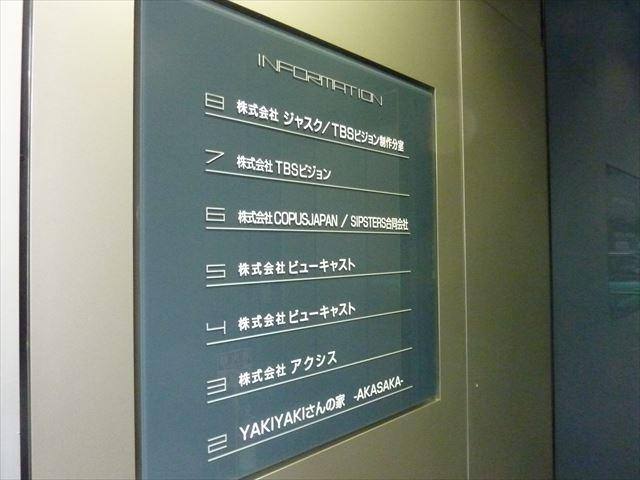 INFORMATION
8 株式会社 ジャスク/TBSビジョン制作分室
7 株式会社 TBSビジョン
6 株式会社 COPUSJAPAN / SIPSTERS合同会社
5 株式会社 ビューキャスト
4 株式会社 ビューキャスト
3 株式会社 アクシス
2 YAKIYAKIさんの家 -AKASAKA-